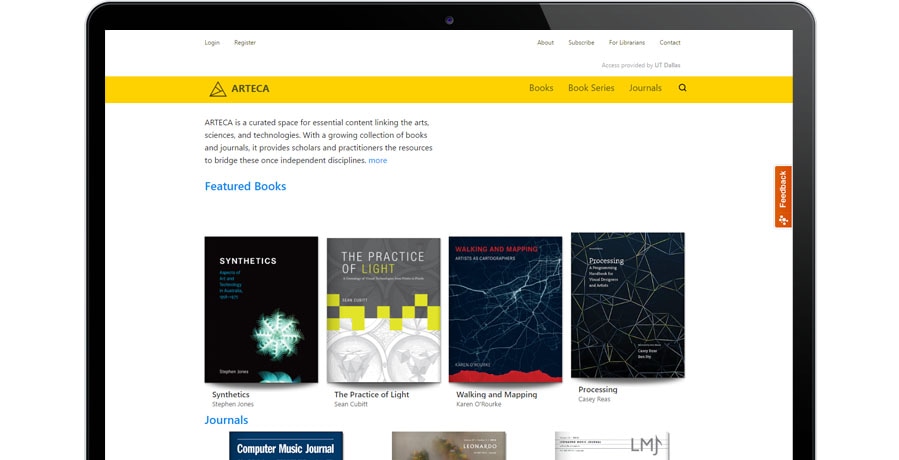 Login Register About Subscribe For Librarians Contact
Access provided by UT Dallas
ARTECA Books Book Series Journals
ARTECA is a curated space for essential content linking the arts,
sciences, and technologies. With a growing collection of books
and journals, it provides scholars and practitioners the resources
to bridge these once independent disciplines. more
Featured Books
Feedback
SYNTHETICS
Aspects of
Art and
Technology
in Australia,
1956–1975
Stephen Jones
THE PRACTICE
OF LIGHT
A Genealogy of Visual Technologies from Prints to Pixels
SEAN CUBITT
WALKING AND MAPPING
ARTISTS AS CARTOGRAPHERS
KAREN O'ROURKE
Processing
A Programming
Handbook for
Visual Designers
and Artists
Casey Reas
Ben Fry
Synthetics The Practice of Light Walking and Mapping Processing
Stephen Jones Sean Cubitt Karen O'Rourke Casey Reas
Journals
Computer Music Journal
LEONARDO
LMJ